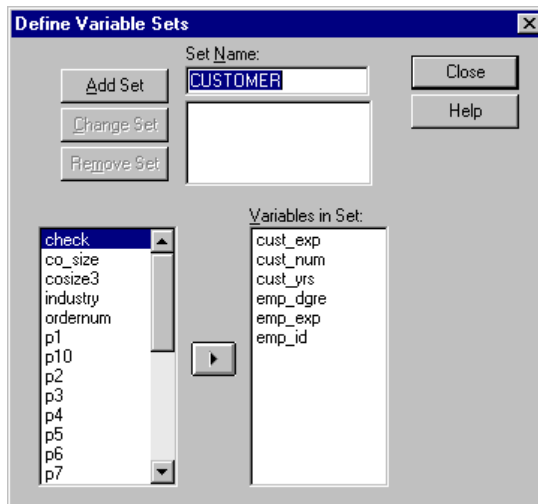 Define Variable Sets
Set Name:
Add Set
CUSTOMER
Close
Change Set
Help
Remove Set
Variables in Set:
check
co_size
cosize3
industry
ordernum
p1
p10
p2
p3
p4
p5
p6
p7
cust_exp
cust_num
cust_yrs
emp_dgre
emp_exp
emp_id